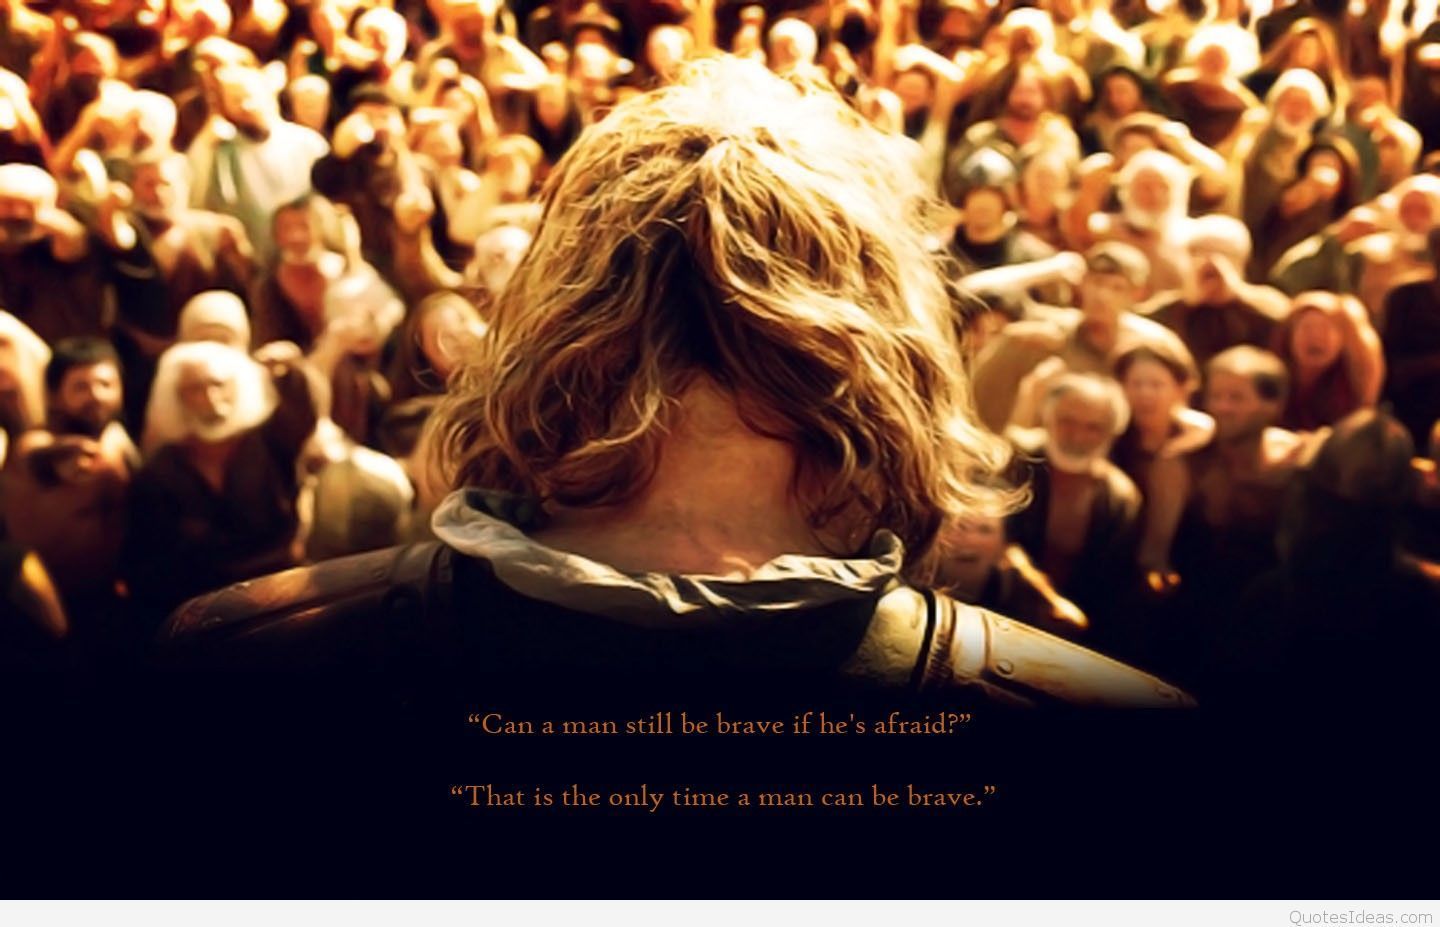 “Can a man still be brave if he's afraid?”
“That is the only time a man can be brave.”
QuotesIdeas.com